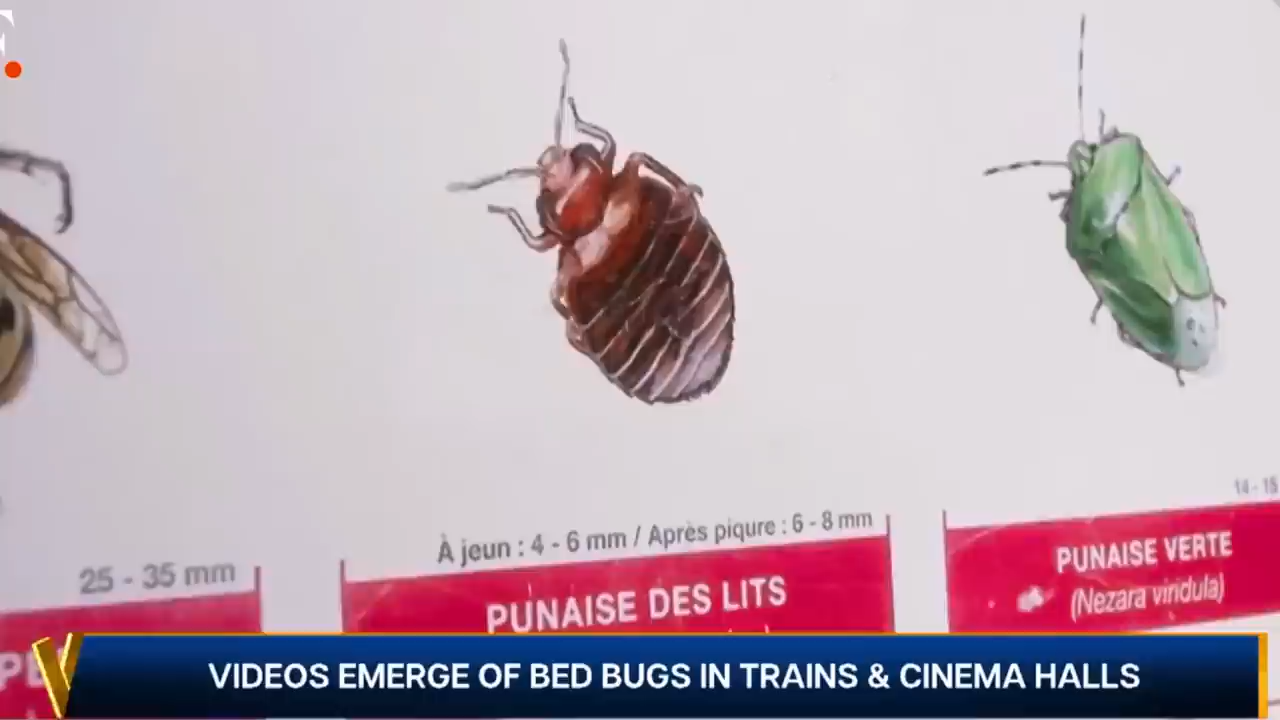 14 - 15
À jeun : 4 - 6 mm / Après piqure : 6 - 8 mm
25 - 35 mm
PUNAISE DES LITS
PUNAISE VERTE
(Nezara viridula)
VIDEOS EMERGE OF BED BUGS IN TRAINS & CINEMA HALLS